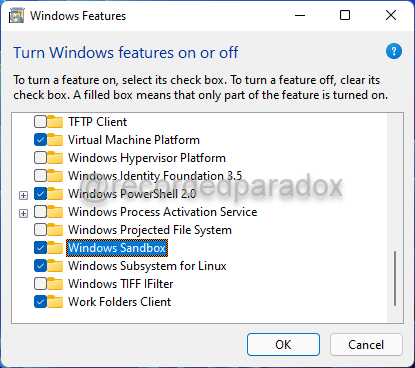 Windows Features
Turn Windows features on or off
?
To turn a feature on, select its check box. To turn a feature off, clear its
check box. A filled box means that only part of the feature is turned on.
TFTP Client
Virtual Machine Platform
Windows Hypervisor Platform
Windows Identity Foundation 3.5
@recordedparadox
Windows PowerShell 2.0
Windows Process Activation Service
Windows Projected File System
Windows Sandbox
Windows Subsystem for Linux
Windows TIFF IFilter
Work Folders Client
OK
Cancel